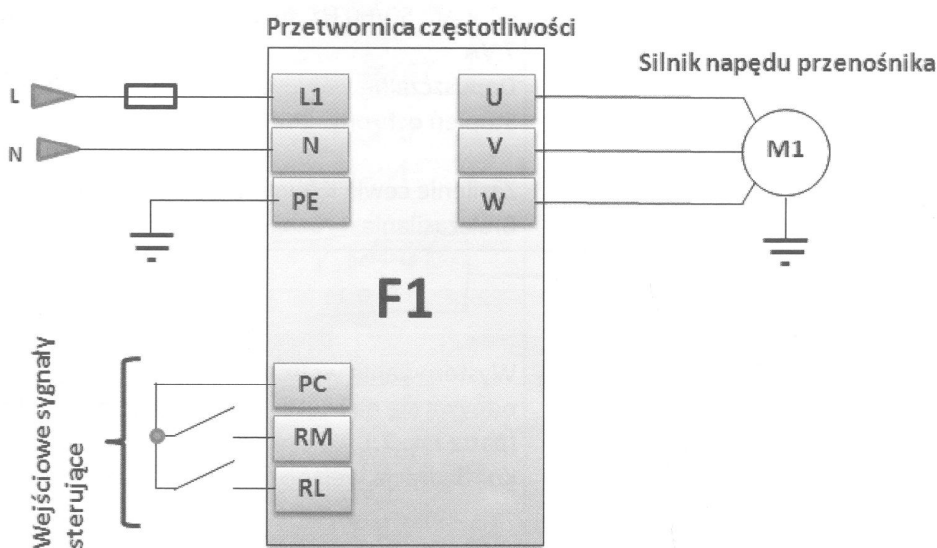 Przetwornica częstotliwości
Silnik napędu przenośnika
L
L1
U
N
N
V
M1
PE
W
F1
Wejściowe sygnały
sterujące
PC
RM
RL